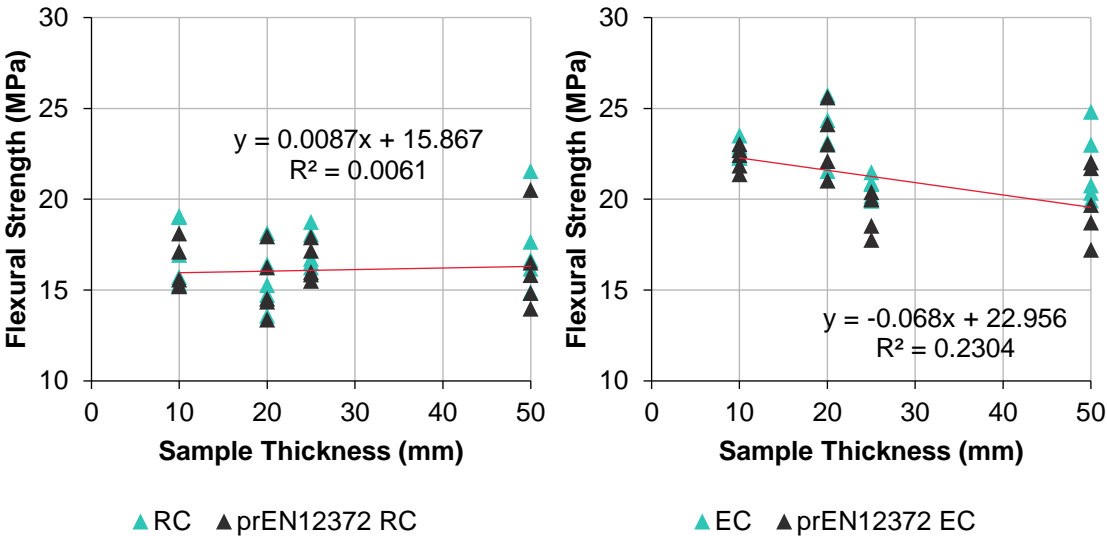 30
25
20
15
10
Flexural Strength (MPa)
y = 0.0087x + 15.867
R² = 0.0061
0 10 20 30 40 50
Sample Thickness (mm)
RC prEN12372 RC
30
25
20
15
10
Flexural Strength (MPa)
y = -0.068x + 22.956
R² = 0.2304
0 10 20 30 40 50
Sample Thickness (mm)
EC prEN12372 EC